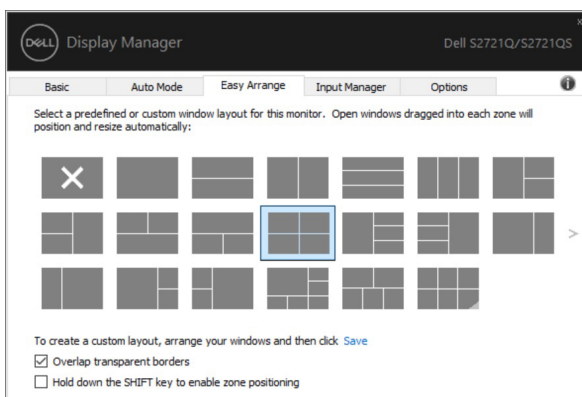 DELL Display Manager
Dell S2721Q/S2721QS
Basic Auto Mode Easy Arrange Input Manager Options
Select a predefined or custom window layout for this monitor. Open windows dragged into each zone will
position and resize automatically:
To create a custom layout, arrange your windows and then click Save
Overlap transparent borders
Hold down the SHIFT key to enable zone positioning